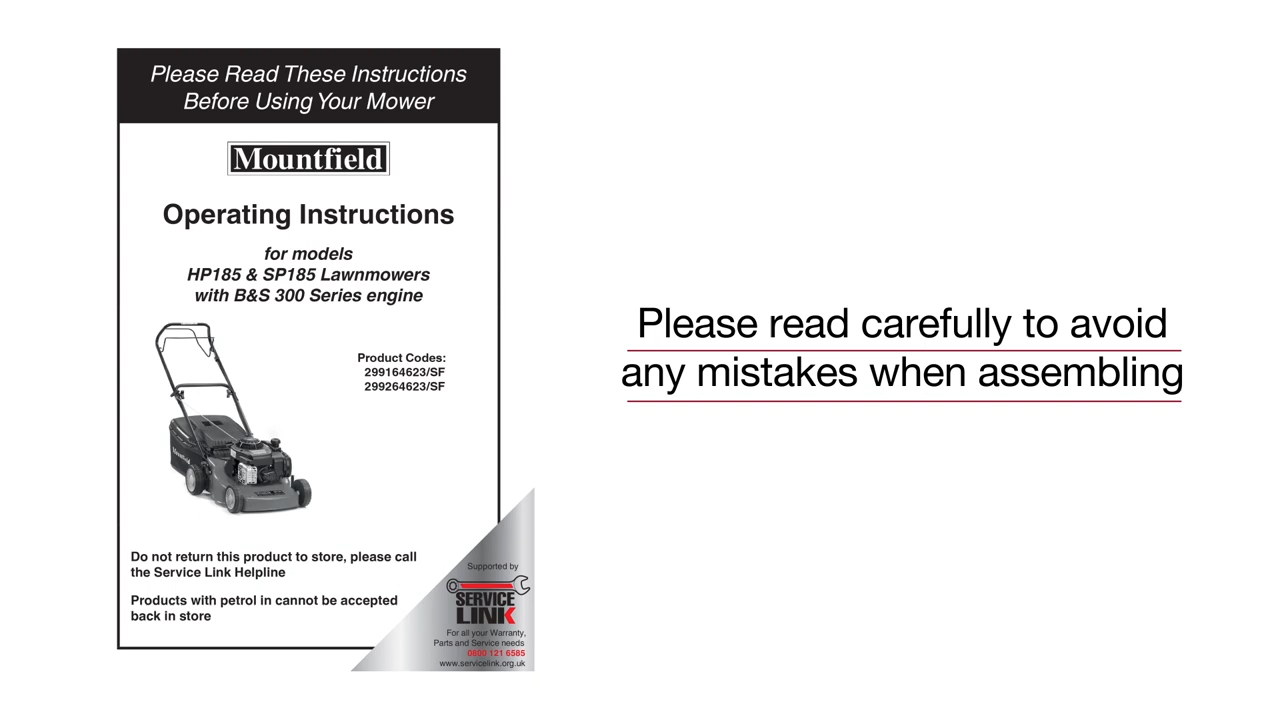 Please Read These Instructions
Before Using Your Mower
Mountfield
Operating Instructions
for models
HP185 & SP185 Lawnmowers
with B&S 300 Series engine
Product Codes:
299164623/SF
299264623/SF
Mountfield
Do not return this product to store, please call
the Service Link Helpline
Products with petrol in cannot be accepted
back in store
Supported by
SERVICE
LINK
For all your Warranty,
Parts and Service needs
0800 121 6585
www.servicelink.org.uk
Please read carefully to avoid
any mistakes when assembling